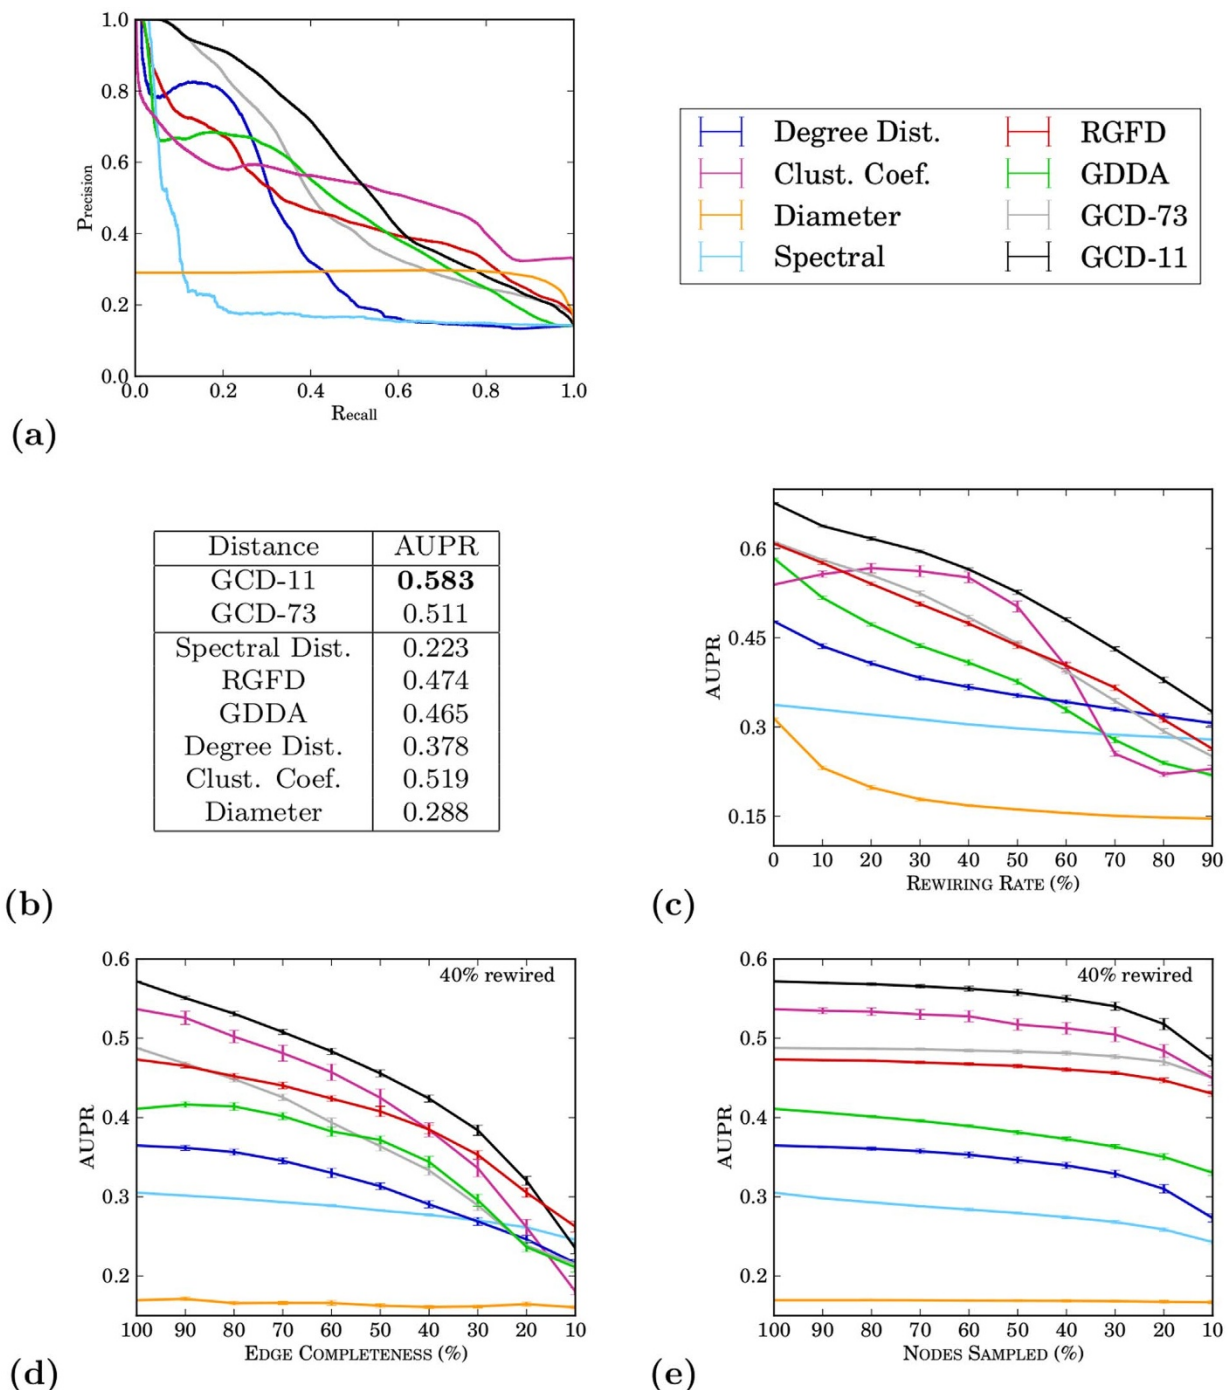 1.0
0.8
0.6
0.4
0.2
0.0
Precision
0.0 0.2 0.4 0.6 0.8 1.0
Recall
(a)
Degree Dist. RGFD
Clust. Coef. GDDA
Diameter GCD-73
Spectral GCD-11
Distance AUPR
GCD-11 0.583
GCD-73 0.511
Spectral Dist. 0.223
RGFD 0.474
GDDA 0.465
Degree Dist. 0.378
Clust. Coef. 0.519
Diameter 0.288
(b)
0.6
0.45
0.3
0.15
AUPR
0 10 20 30 40 50 60 70 80 90
REWIRING RATE (%)
(c)
40% rewired
0.6
0.5
0.4
0.3
0.2
AUPR
100 90 80 70 60 50 40 30 20 10
EDGE COMPLETENESS (%)
(d)
40% rewired
0.6
0.5
0.4
0.3
0.2
AUPR
100 90 80 70 60 50 40 30 20 10
NODES SAMPLED (%)
(e)